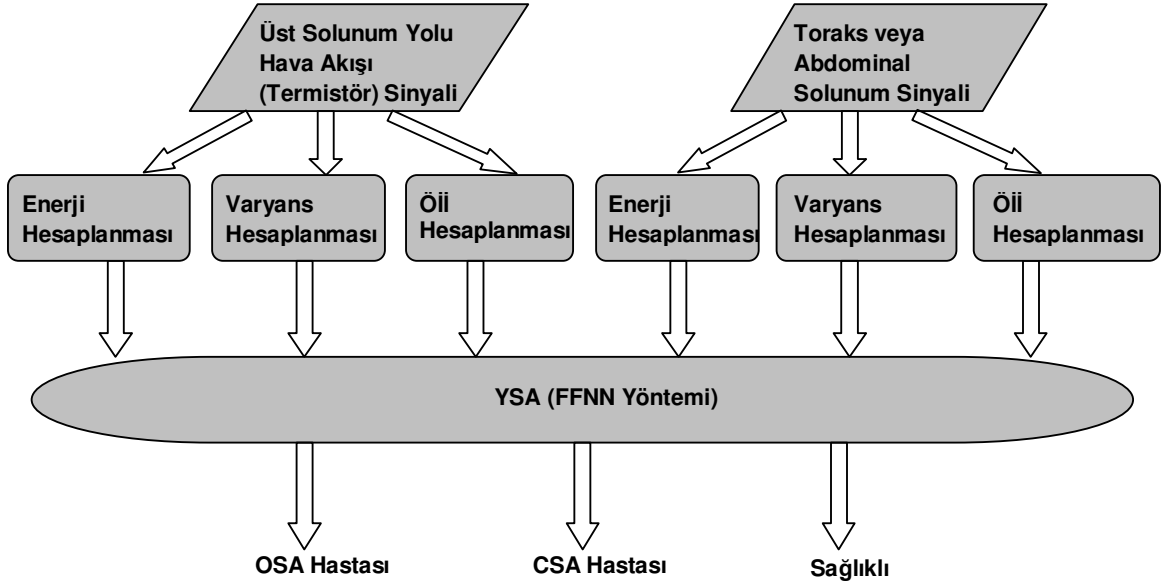 Üst Solunum Yolu
Hava Akışı
(Termistör) Sinyali
Toraks veya
Abdominal
Solunum Sinyali
Enerji
Hesaplanması
Varyans
Hesaplanması
Öİİ
Hesaplanması
Enerji
Hesaplanması
Varyans
Hesaplanması
Öİİ
Hesaplanması
YSA (FFNN Yöntemi)
OSA Hastası
CSA Hastası
Sağlıklı